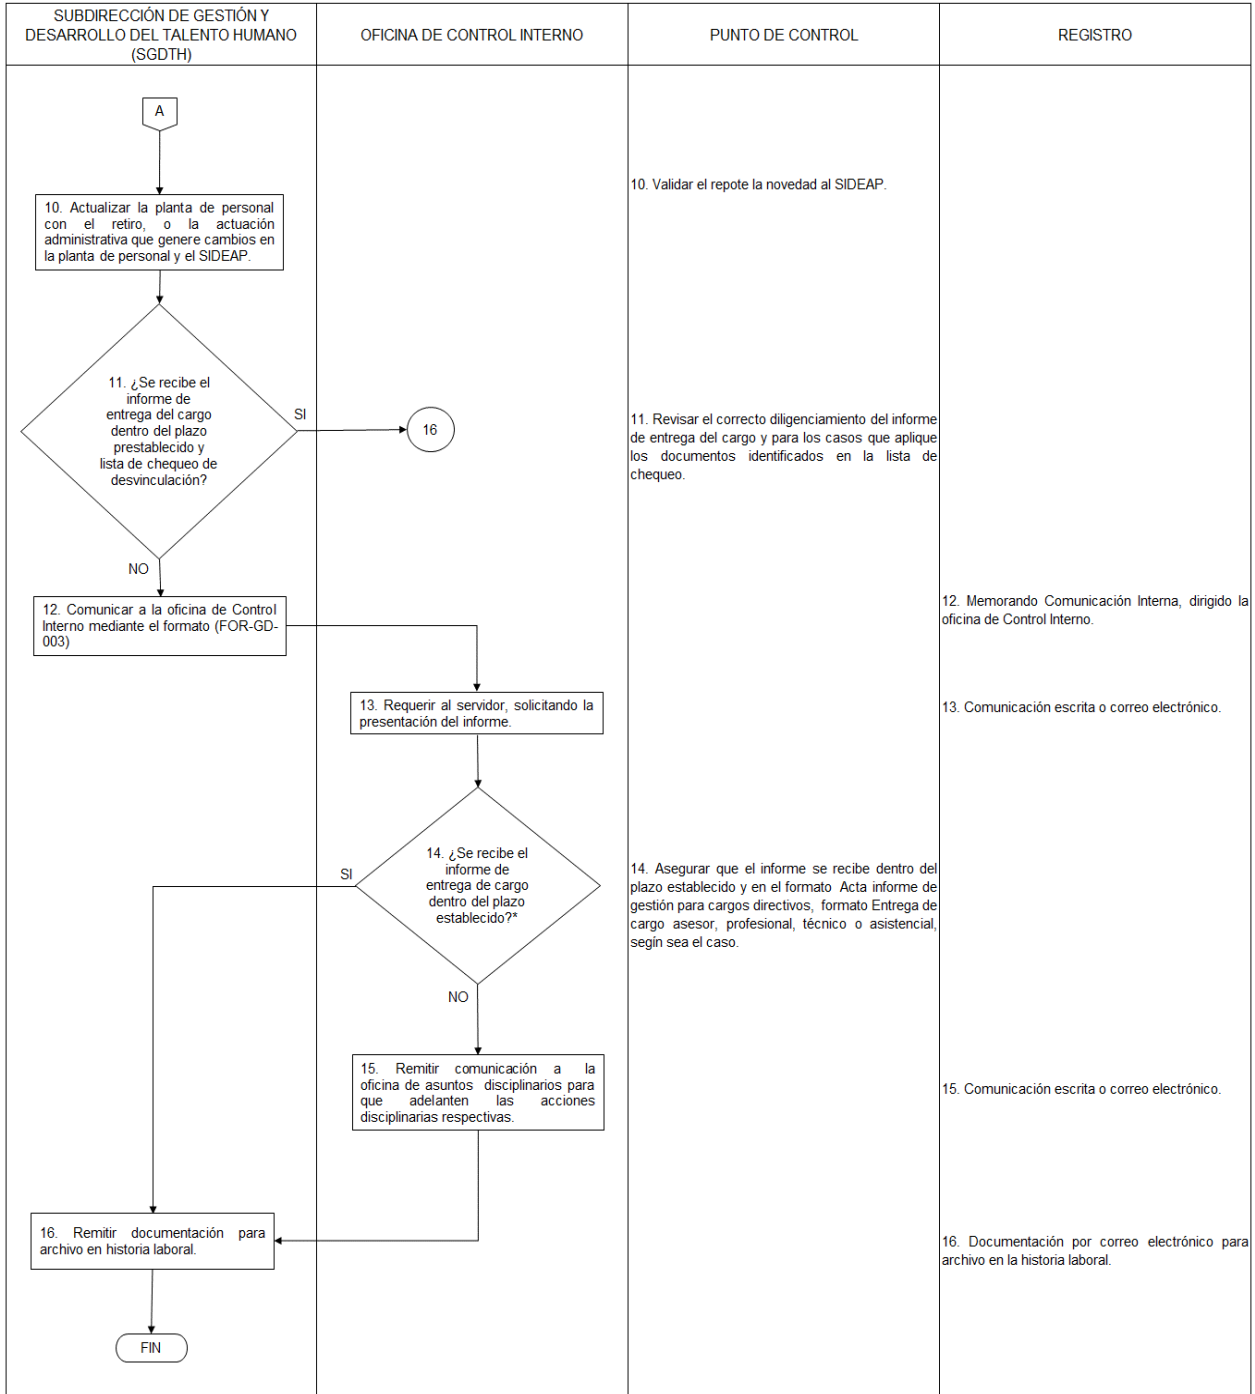 SUBDIRECCIÓN DE GESTIÓN Y
DESARROLLO DEL TALENTO HUMANO
(SGDTH)
OFICINA DE CONTROL INTERNO
PUNTO DE CONTROL
REGISTRO
A
10. Validar el repote la novedad al SIDEAP.
10. Actualizar la planta de personal
con el retiro, o la actuación
administrativa que genere cambios en
la planta de personal y el SIDEAP.
11. ¿Se recibe el
informe de
entrega del cargo
dentro del plazo
prestablecido y
lista de chequeo de
desvinculación?
SI
16
11. Revisar el correcto diligenciamiento del informe
de entrega del cargo y para los casos que aplique
los documentos identificados en la lista de
chequeo.
NO
12. Comunicar a la oficina de Control
Interno mediante el formato (FOR-GD-
003)
12. Memorando Comunicación Interna, dirigido la
oficina de Control Interno.
13. Requerir al servidor, solicitando la
presentación del informe.
13. Comunicación escrita o correo electrónico.
14. ¿Se recibe el
informe de
entrega de cargo
dentro del plazo
establecido?*
SI
14. Asegurar que el informe se recibe dentro del
plazo establecido y en el formato Acta informe de
gestión para cargos directivos, formato Entrega de
cargo asesor, profesional, técnico o asistencial,
segín sea el caso.
NO
15. Remitir comunicación a la
oficina de asuntos disciplinarios para
que adelanten las acciones
disciplinarias respectivas.
15. Comunicación escrita o correo electrónico.
16. Remitir documentación para
archivo en historia laboral.
16. Documentación por correo electrónico para
archivo en la historia laboral.
FIN